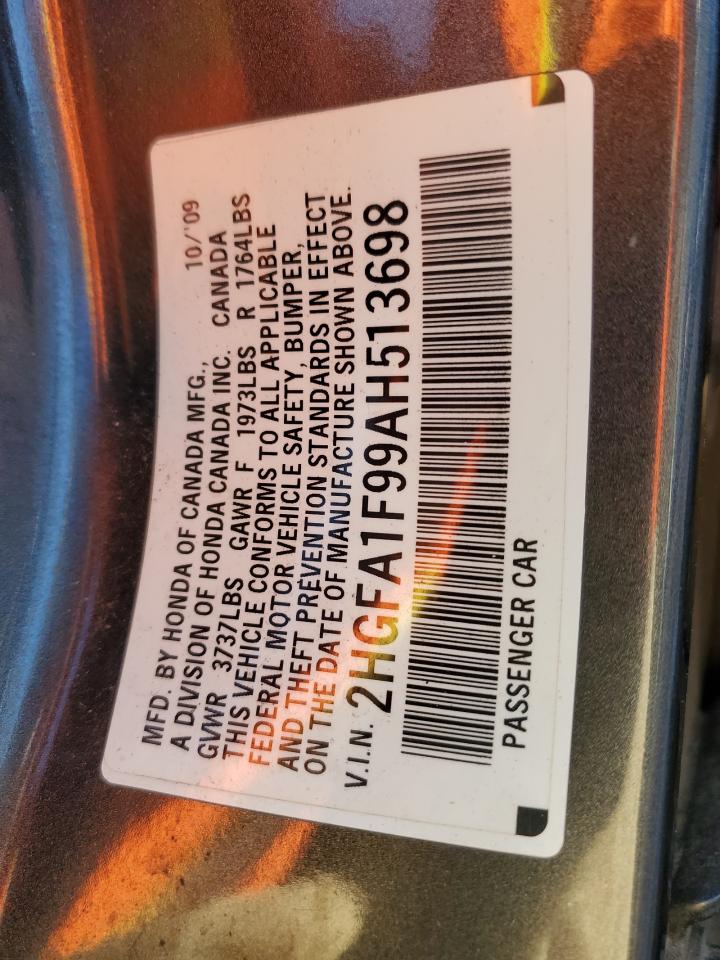 MFD. BY HONDA OF CANADA MFG., 10/'09
A DIVISION OF HONDA CANADA INC. CANADA
GVWR 3737LBS GAWR F 1973LBS R 1764LBS
THIS VEHICLE CONFORMS TO ALL APPLICABLE
FEDERAL MOTOR VEHICLE SAFETY, BUMPER,
AND THEFT PREVENTION STANDARDS IN EFFECT
ON THE DATE OF MANUFACTURE SHOWN ABOVE.
V.I.N. 2HGFA1F99AH513698
PASSENGER CAR